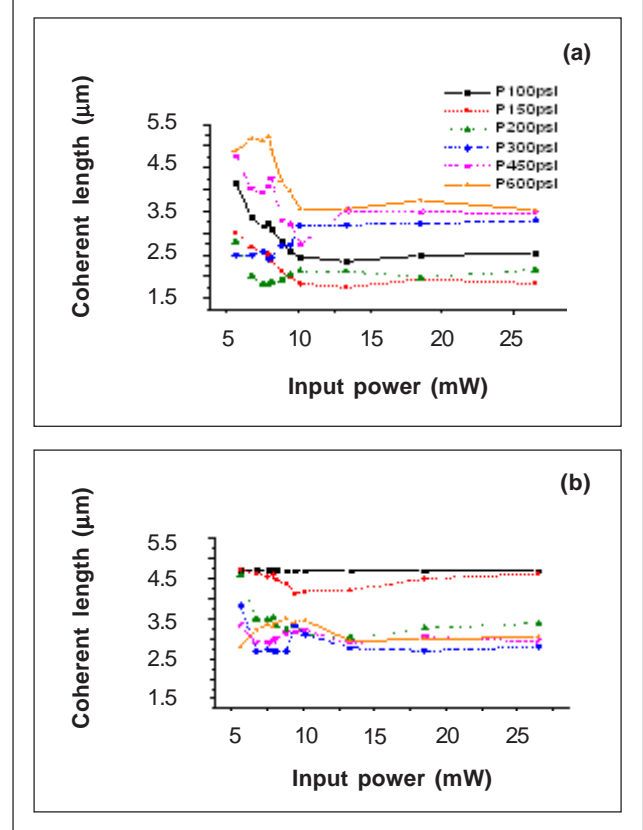 (a)
P100psI
P150psI
P200psI
P300psI
P450psI
P600psI
Coherent length (μm)
5.5
4.5
3.5
2.5
1.5
5 10 15 20 25
Input power (mW)
(b)
Coherent length (μm)
5.5
4.5
3.5
2.5
1.5
5 10 15 20 25
Input power (mW)